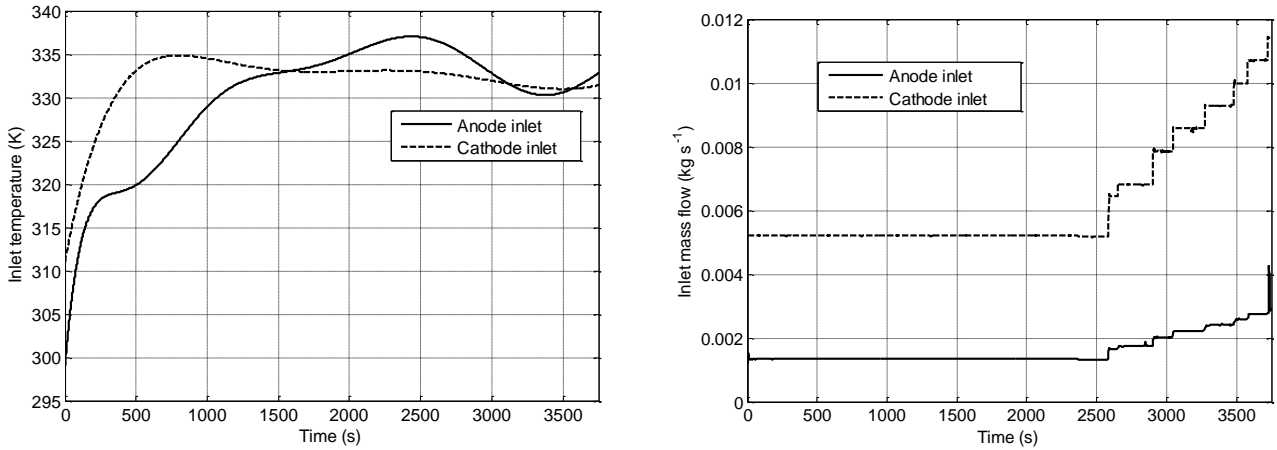 340
335
330
325
320
315
310
305
300
295
0 500 1000 1500 2000 2500 3000 3500
Time (s)
Inlet temperature (K)
Anode inlet
Cathode inlet
0.012
0.01
0.008
0.006
0.004
0.002
0
0 500 1000 1500 2000 2500 3000 3500
Time (s)
Inlet mass flow (kg s⁻¹)
Anode inlet
Cathode inlet